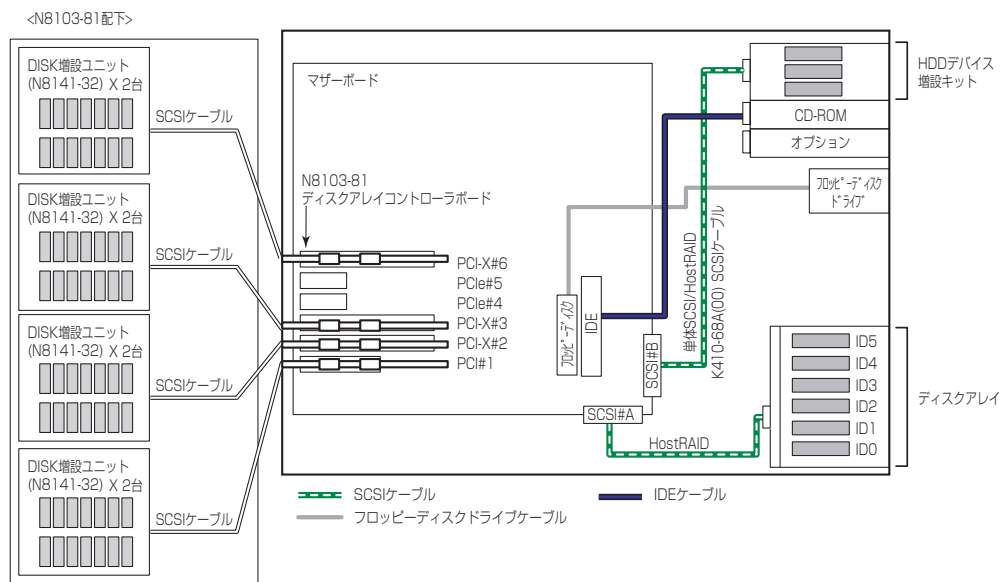 <N8103-81配下>
DISK増設ユニット
(N8141-32) X 2台
SCSIケーブル
DISK増設ユニット
(N8141-32) X 2台
SCSIケーブル
DISK増設ユニット
(N8141-32) X 2台
SCSIケーブル
DISK増設ユニット
(N8141-32) X 2台
SCSIケーブル
マザーボード
N8103-81
ディスクアレイコントローラボード
PCI-X#6
PCIe#5
PCIe#4
PCI-X#3
PCI-X#2
PCI#1
フロッピーディスク
IDE
SCSI#B
SCSI#A
単体SCSI/HostRAID
K410-68A(00) SCSIケーブル
HostRAID
HDDデバイス
増設キット
CD-ROM
オプション
フロッピーディスク
ドライブ
ID5
ID4
ID3
ID2
ID1
ID0
ディスクアレイ
SCSIケーブル
IDEケーブル
フロッピーディスクドライブケーブル